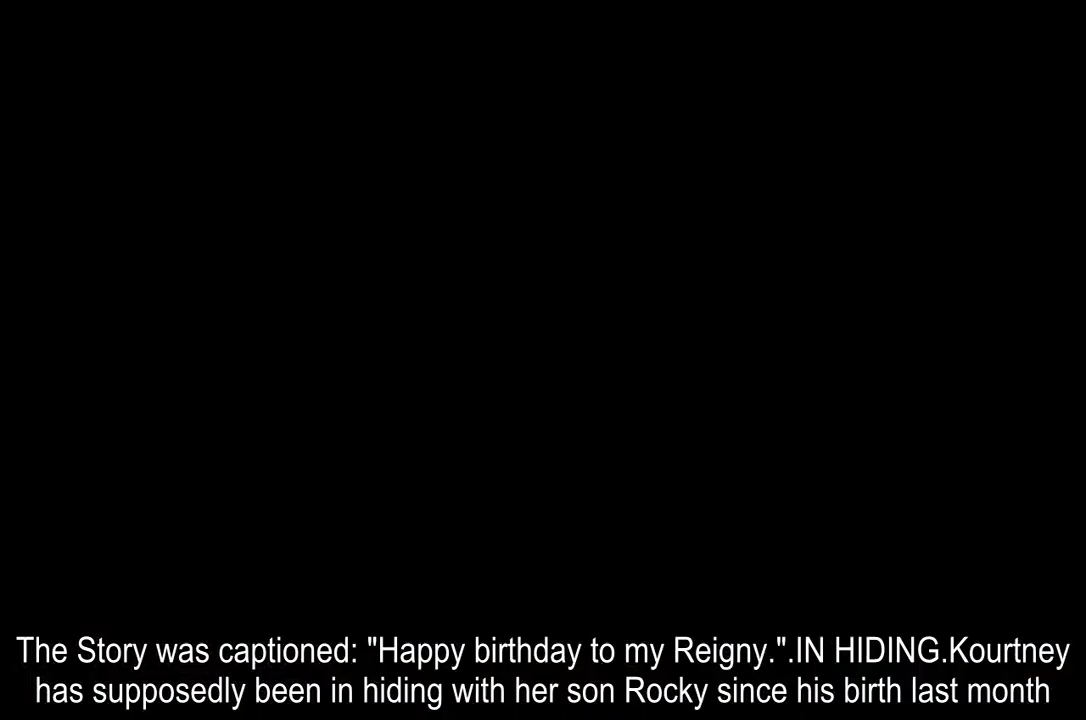 The Story was captioned: "Happy birthday to my Reigny.".IN HIDING.Kourtney
has supposedly been in hiding with her son Rocky since his birth last month